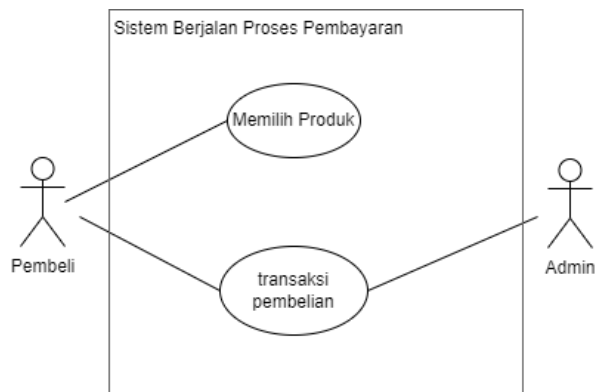 Sistem Berjalan Proses Pembayaran
Memilih Produk
Pembeli
Admin
transaksi
pembelian